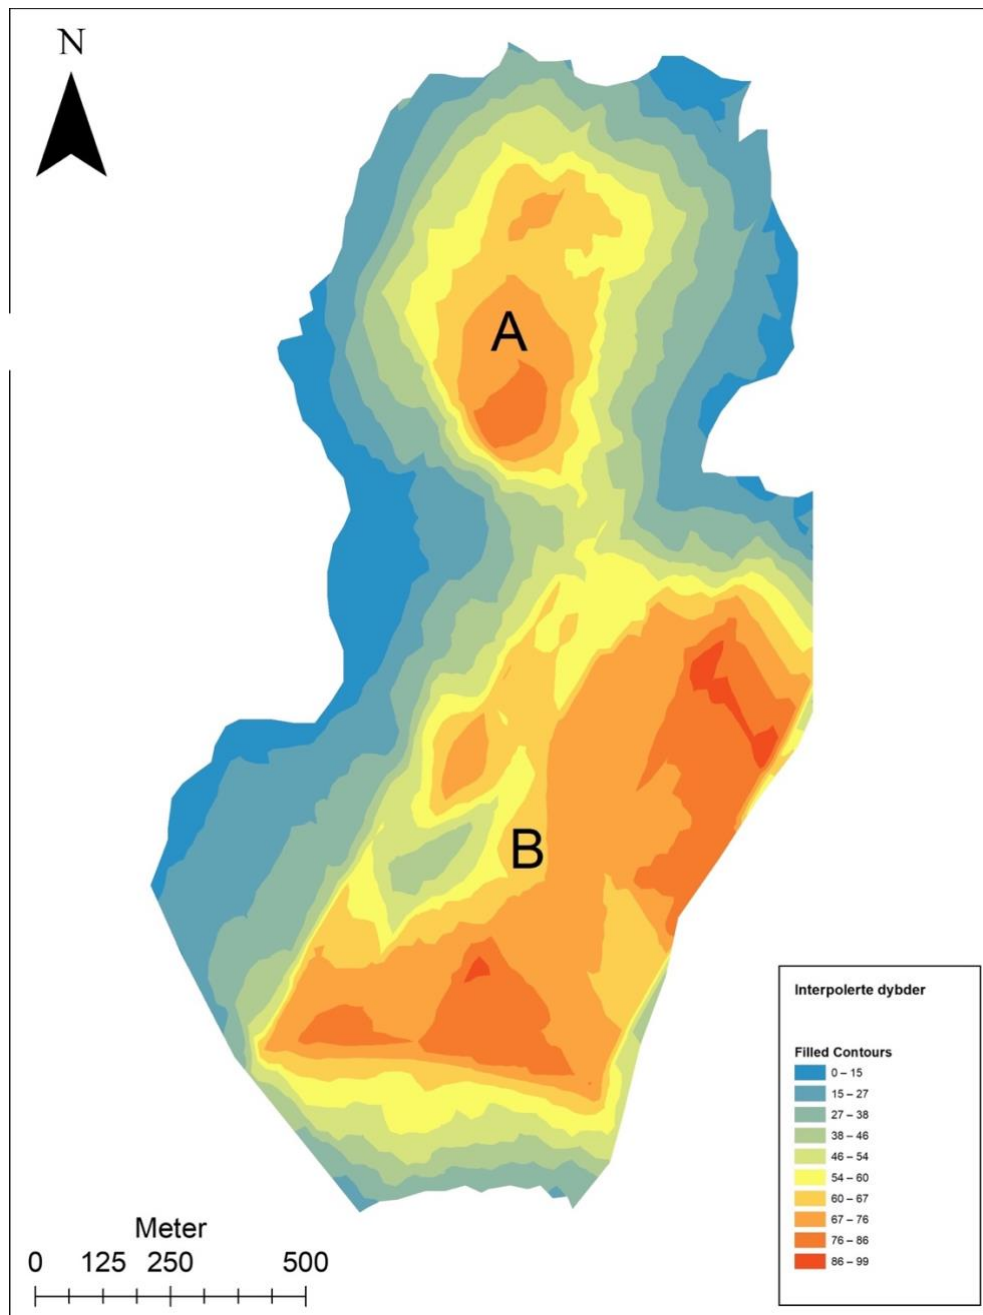 N
A
B
Interpolerte dybder
Filled Contours
0 – 15
15 – 27
27 – 38
38 – 46
46 – 54
54 – 60
60 – 67
67 – 76
76 – 86
86 – 99
Meter
0 125 250 500